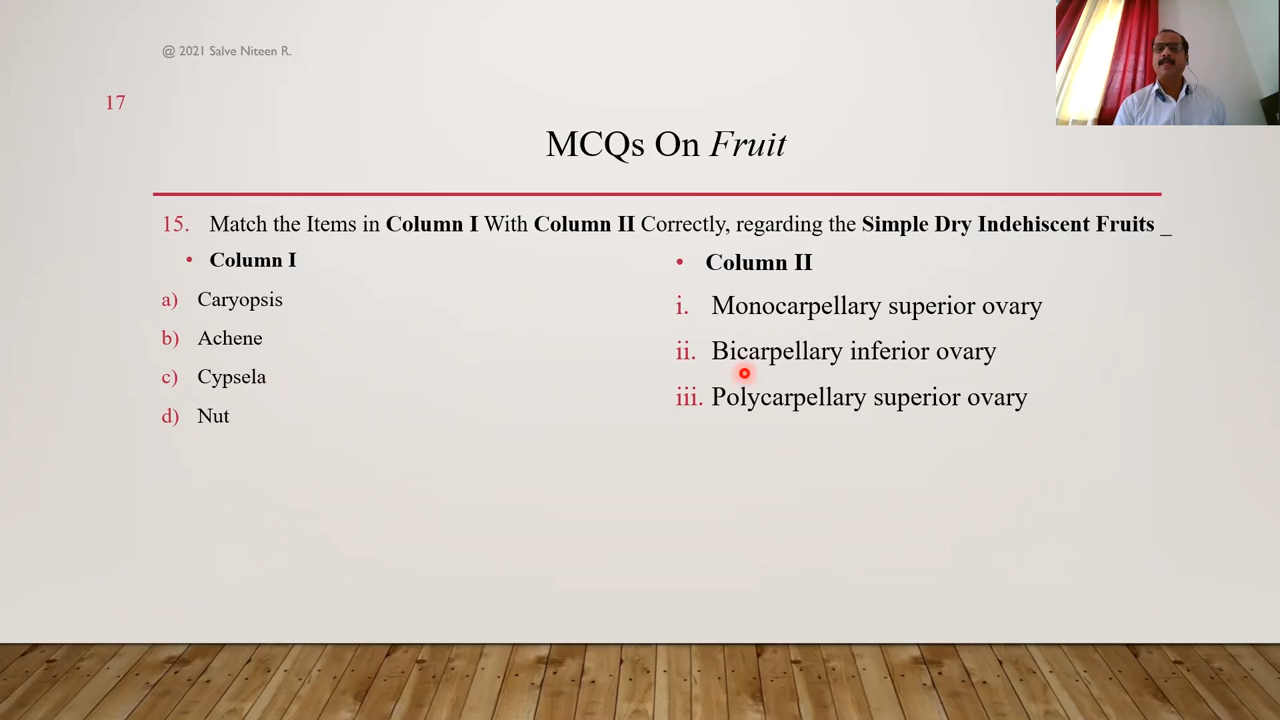 @ 2021 Salve Niteen R.
17
MCQs On Fruit
15. Match the Items in Column I With Column II Correctly, regarding the Simple Dry Indehiscent Fruits _
• Column I
a) Caryopsis
b) Achene
c) Cypsela
d) Nut
• Column II
i. Monocarpellary superior ovary
ii. Bicarpellary inferior ovary
iii. Polycarpellary superior ovary